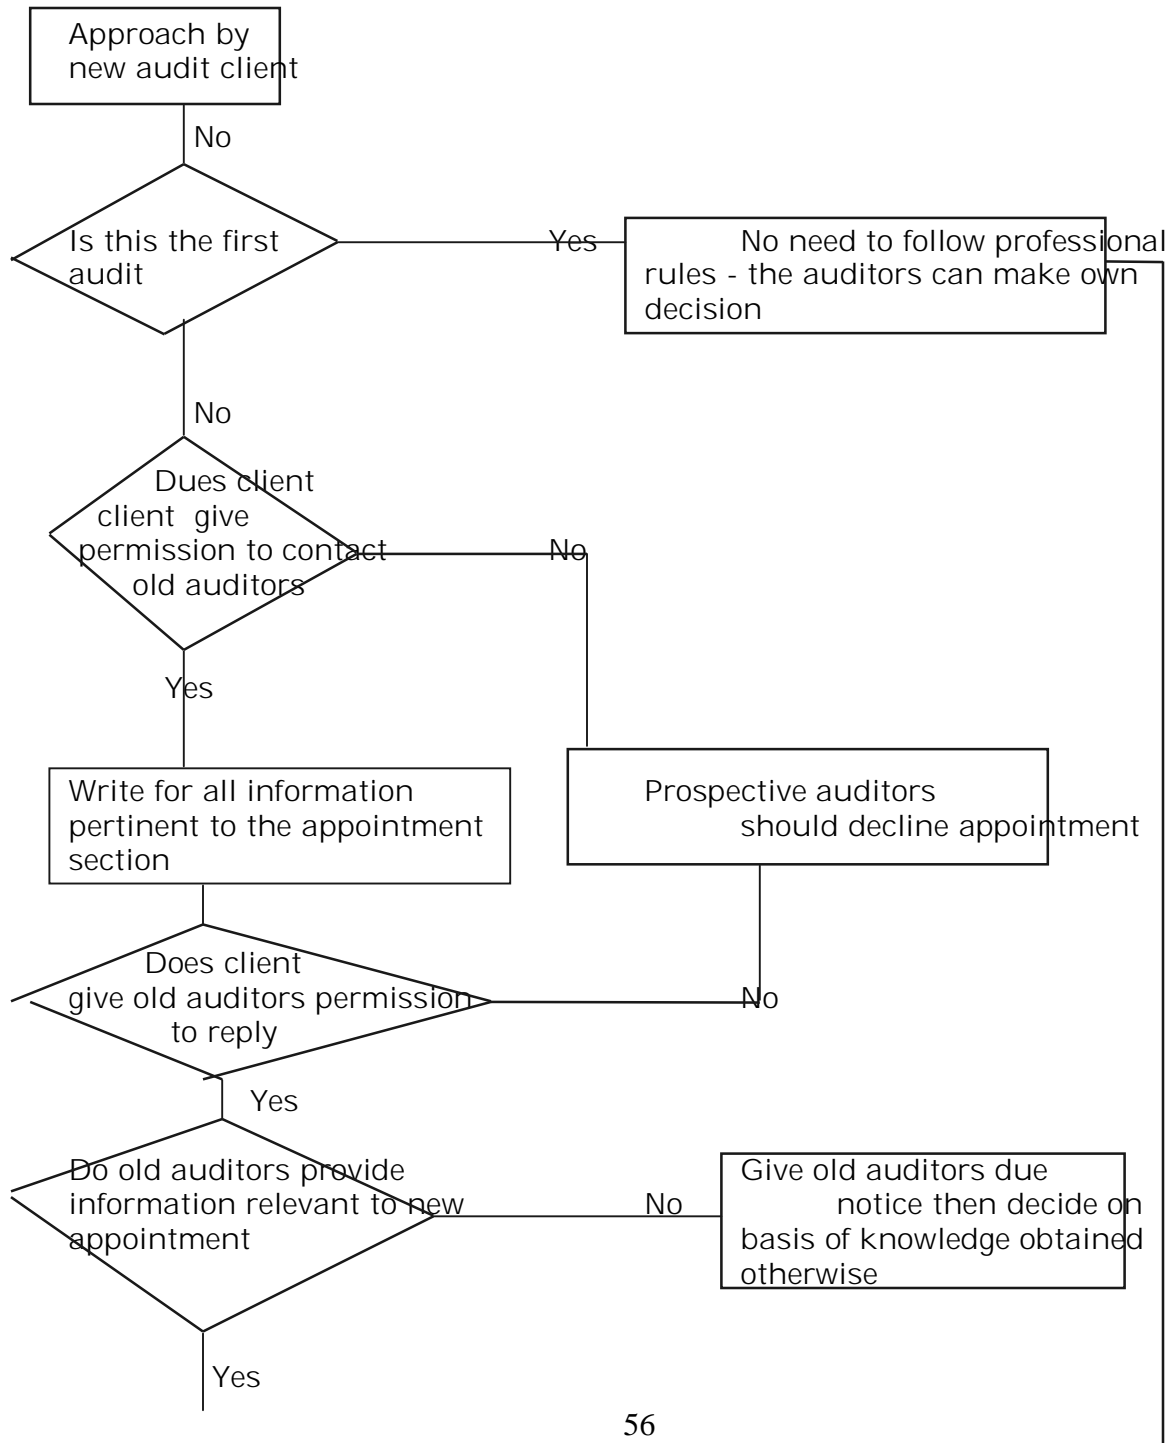 Approach by
new audit client
No
Is this the first
audit
Yes
No need to follow professional
rules - the auditors can make own
decision
No
Dues client
client give
permission to contact
old auditors
No
Yes
Write for all information
pertinent to the appointment
section
Prospective auditors
should decline appointment
Does client
give old auditors permission
to reply
No
Yes
Do old auditors provide
information relevant to new
appointment
No
Give old auditors due
notice then decide on
basis of knowledge obtained
otherwise
Yes
56